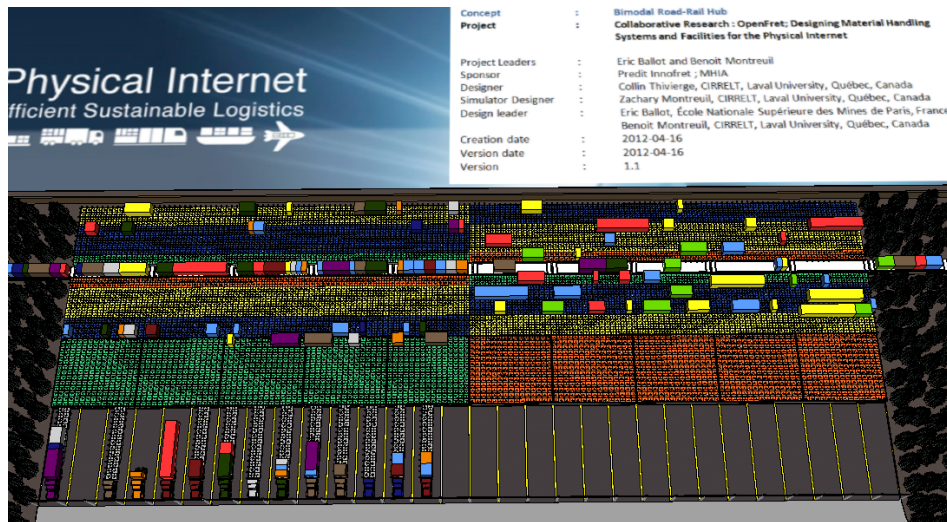 Physical Internet
fficient Sustainable Logistics
Concept : Bimodal Road-Rail Hub
Project : Collaborative Research : OpenFret; Designing Material Handling
Systems and Facilities for the Physical Internet
Project Leaders : Eric Ballot and Benoit Montreuil
Sponsor : Predit Innofret ; MHIA
Designer : Collin Thivierge, CIRRELT, Laval University, Québec, Canada
Simulator Designer : Zachary Montreuil, CIRRELT, Laval University, Québec, Canada
Design leader : Eric Ballot, École Nationale Supérieure des Mines de Paris, France
Benoit Montreuil, CIRRELT, Laval University, Québec, Canada
Creation date : 2012-04-16
Version date : 2012-04-16
Version : 1.1